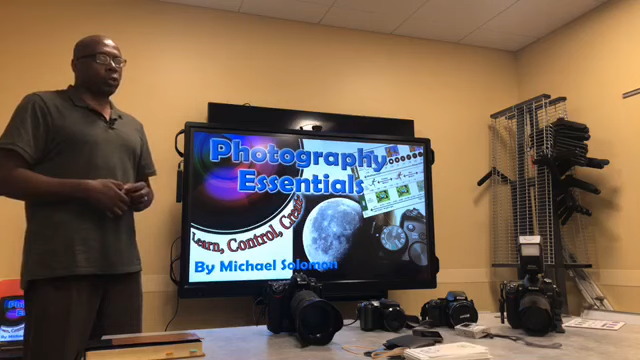 Photography
Essentials
Learn, Control, Create
By Michael Solomon